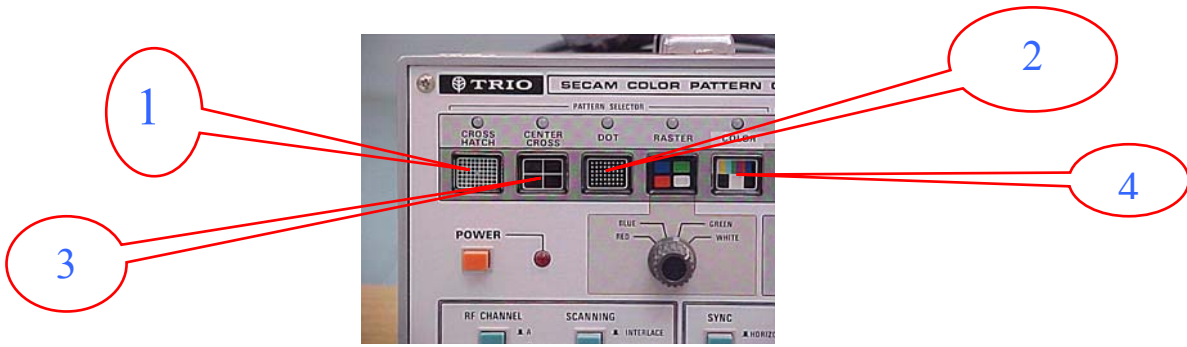 1
2
3
4
TRIO
SECAM COLOR PATTERN
PATTERN SELECTOR
CROSS HATCH
CENTER CROSS
DOT
RASTER
COLOR
BLUE
GREEN
RED
WHITE
POWER
RF CHANNEL
SCANNING
SYNC
A
INTERLACE